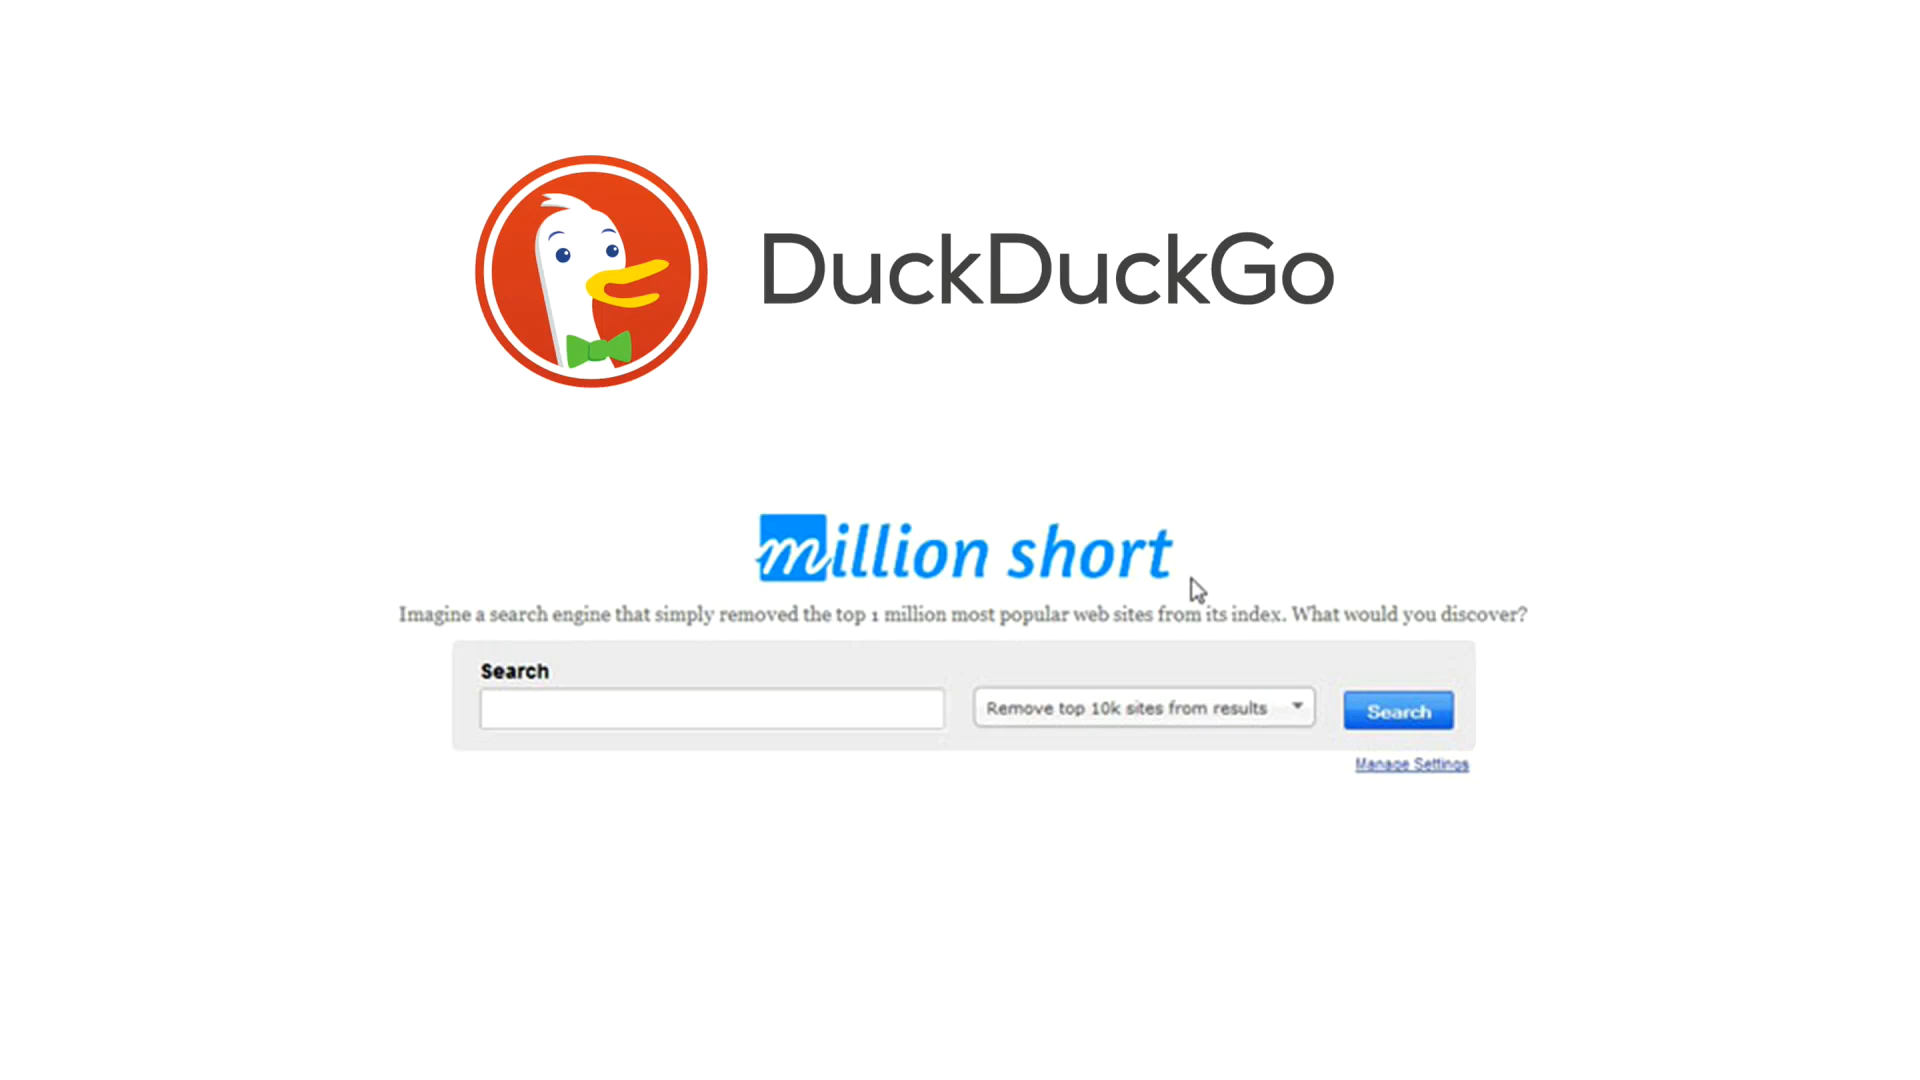 DuckDuckGo
million short
Imagine a search engine that simply removed the top 1 million most popular web sites from its index. What would you discover?
Search
Remove top 10k sites from results
Search
Manage Settings